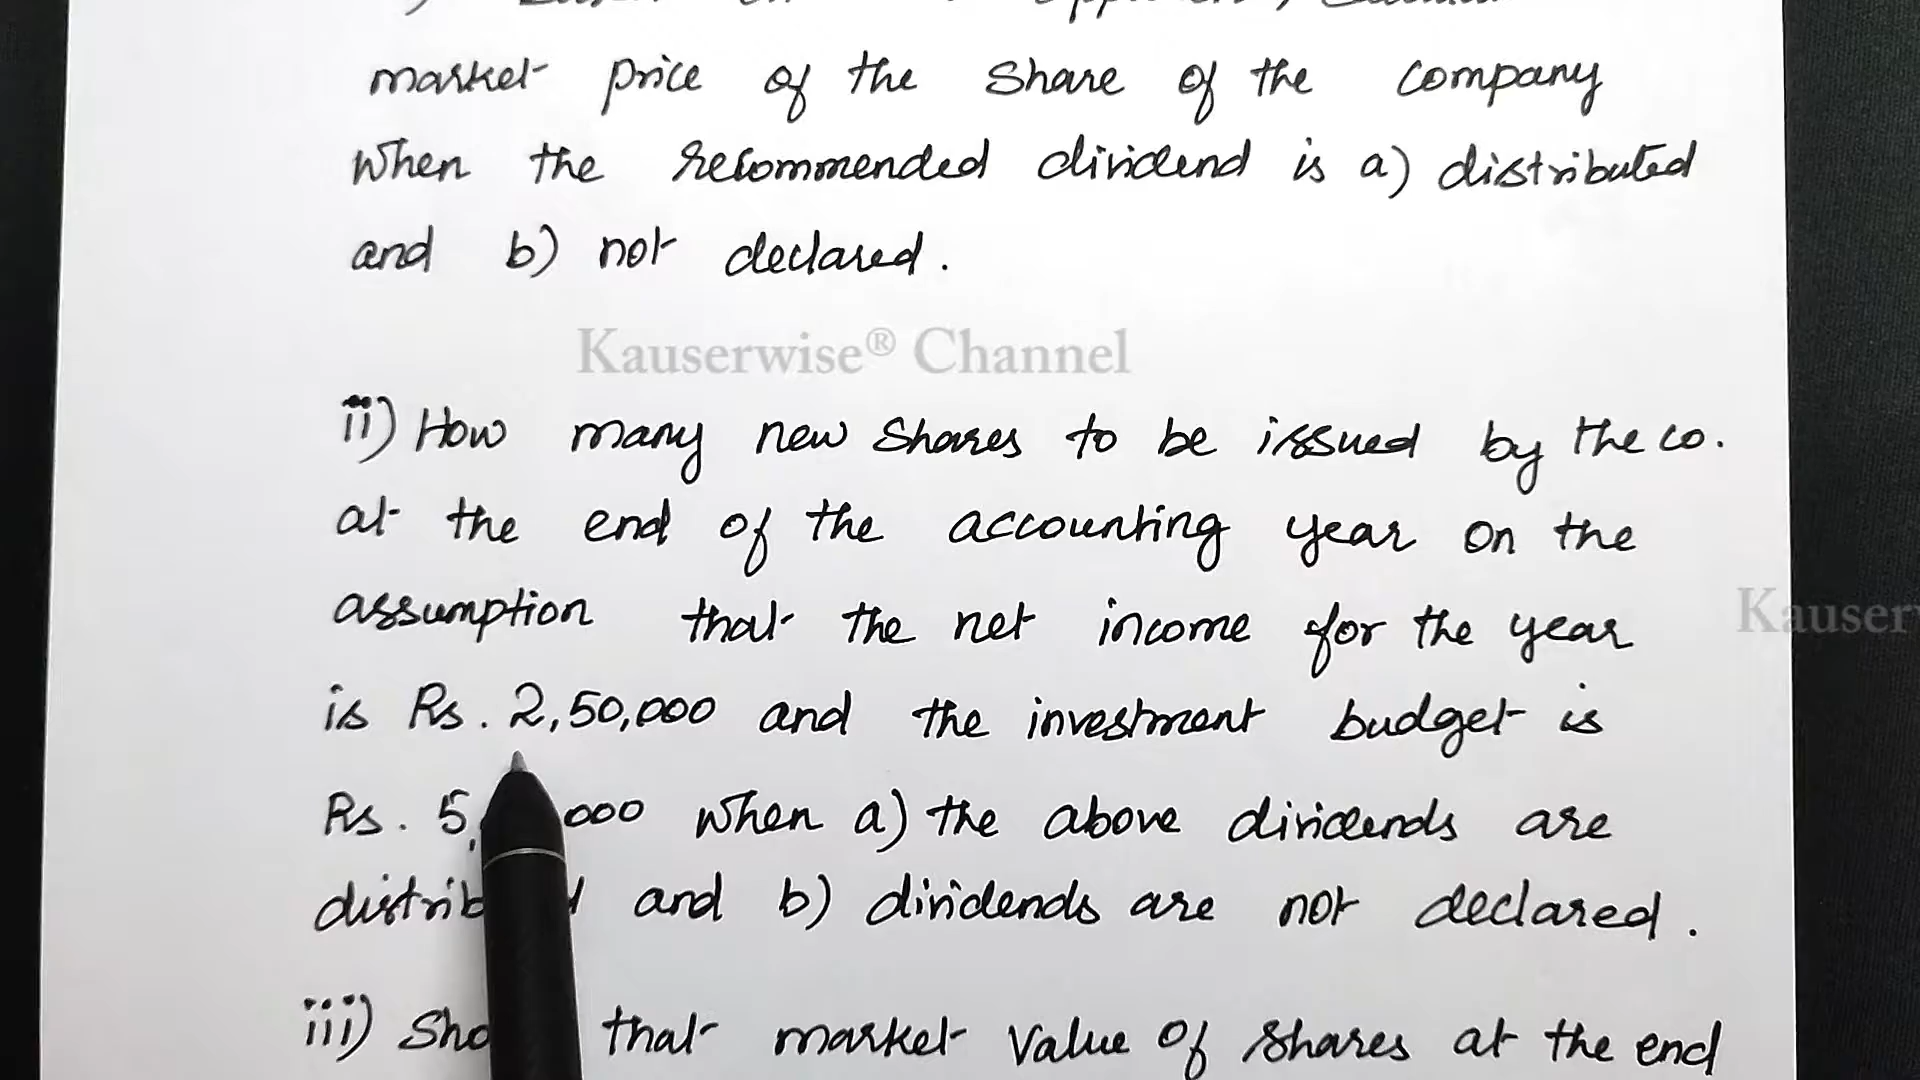 market price of the Share of the company
When the recommended dividend is a) distributed
and b) not declared.
Kauserwise® Channel
ii) How many new Shares to be issued by the co.
at the end of the accounting year on the
assumption that the net income for the year
Kauser
is Rs. 2,50,000 and the investment budget is
Rs. 5, 000 when a) the above dividends are
and b) dividends are not declared.
iii) that market Value Of Shares at the end